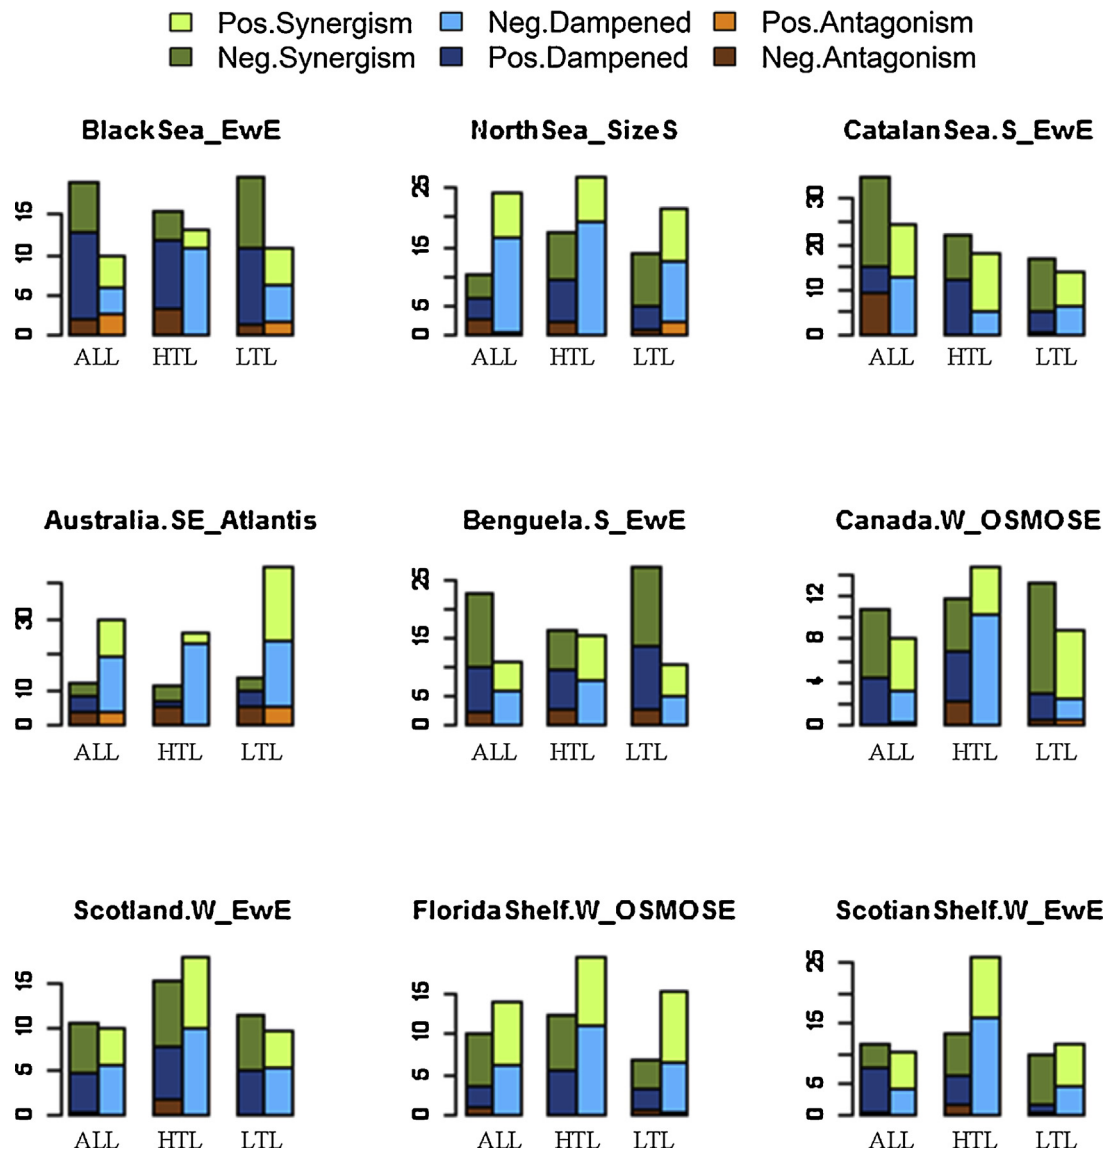 Pos.Synergism Neg.Dampened Pos.Antagonism
Neg.Synergism Pos.Dampened Neg.Antagonism
BlackSea_EwE NorthSea_SizeS CatalanSea.S_EwE
15
10
5
0
ALL HTL LTL
25
15
5
0
ALL HTL LTL
30
20
10
0
ALL HTL LTL
Australia.SE_Atlantis Benguela.S_EwE Canada.W_OSMOSE
30
10
0
ALL HTL LTL
25
15
5
0
ALL HTL LTL
12
8
4
0
ALL HTL LTL
Scotland.W_EwE FloridaShelf.W_OSMOSE ScotianShelf.W_EwE
15
10
5
0
ALL HTL LTL
15
10
5
0
ALL HTL LTL
25
15
5
0
ALL HTL LTL